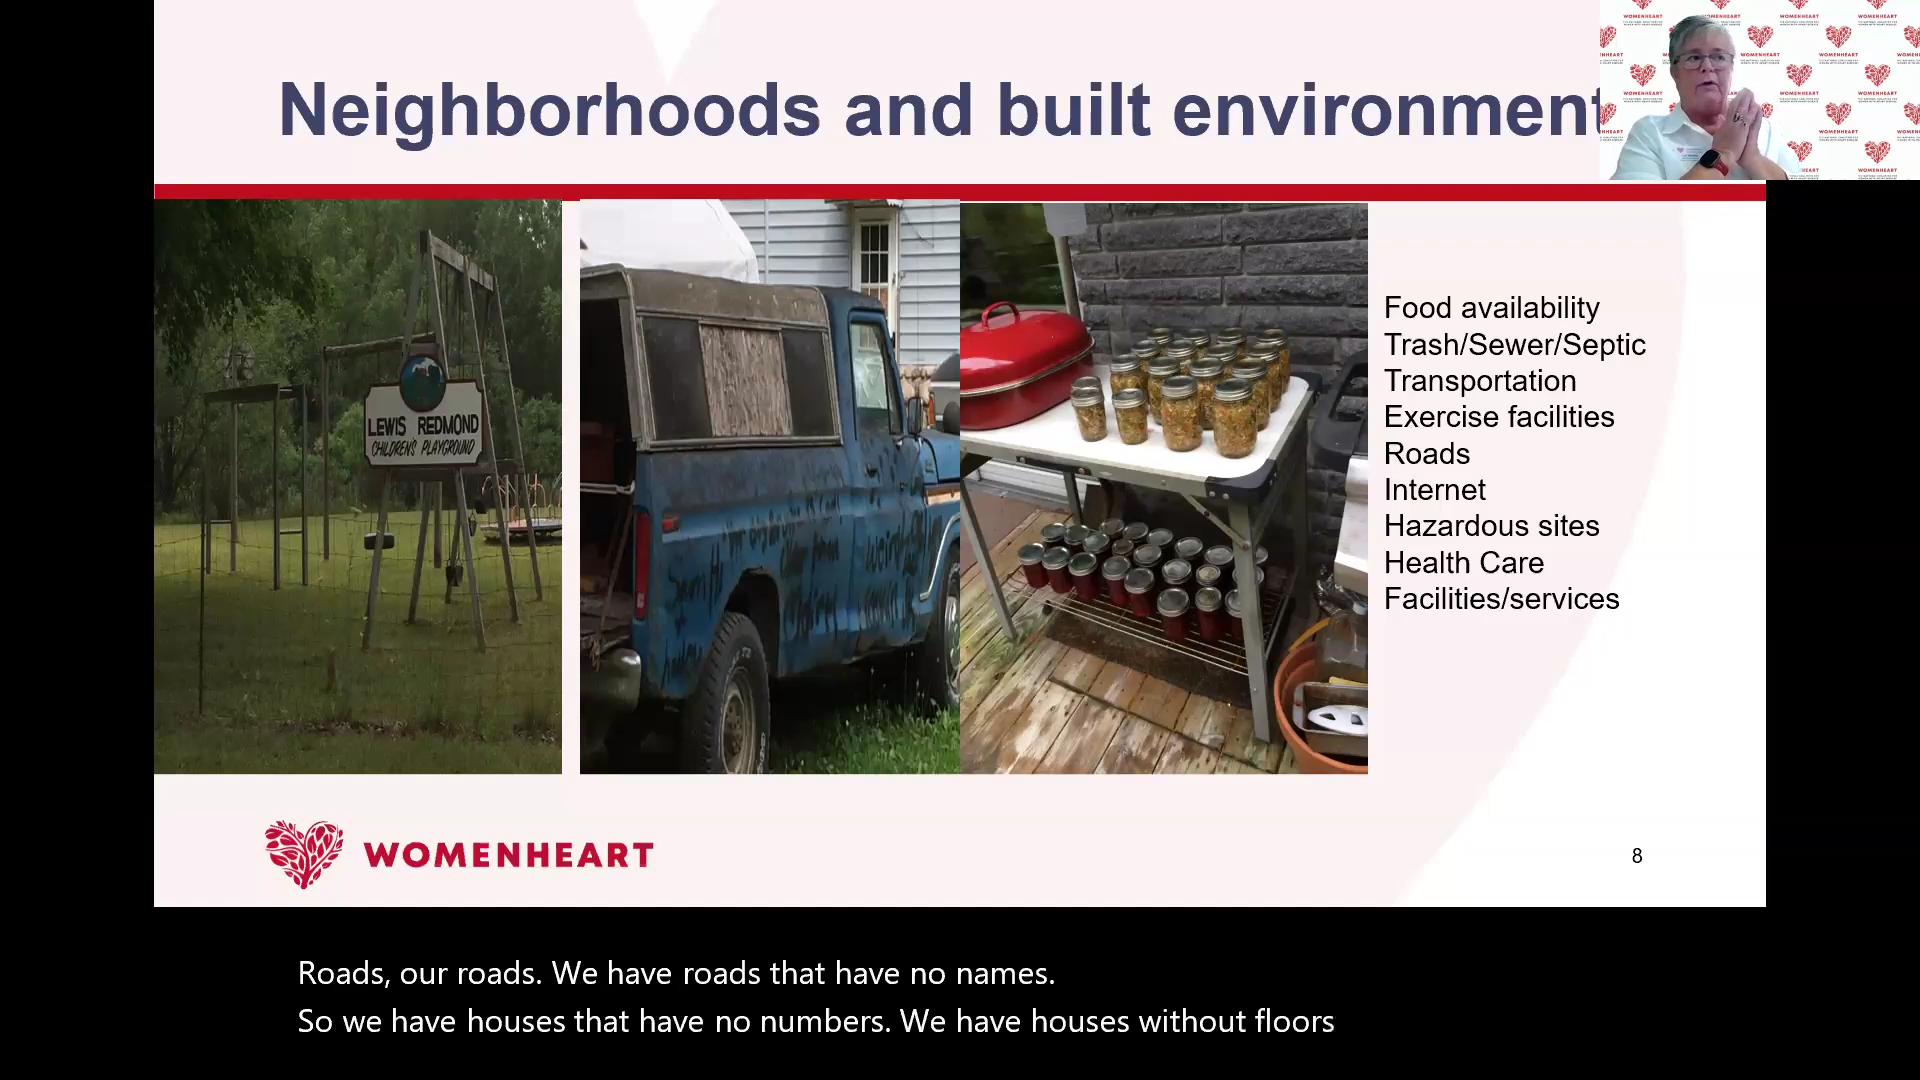 Neighborhoods and built environment
WOMENHEART
LEWIS REDMOND
CHILDREN'S PLAYGROUND
Food availability
Trash/Sewer/Septic
Transportation
Exercise facilities
Roads
Internet
Hazardous sites
Health Care
Facilities/services
WOMENHEART
8
Roads, our roads. We have roads that have no names.
So we have houses that have no numbers. We have houses without floors